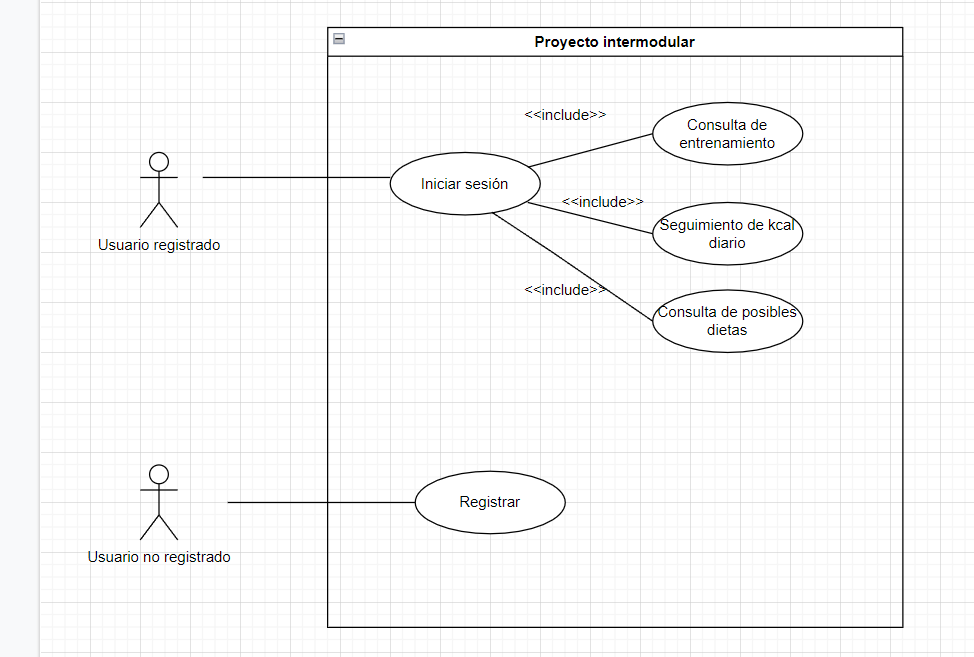 Proyecto intermodular
<<include>>
Consulta de
entrenamiento
Iniciar sesión
<<include>>
Seguimiento de kcal
diario
Usuario registrado
<<include>>
Consulta de posibles
dietas
Registrar
Usuario no registrado